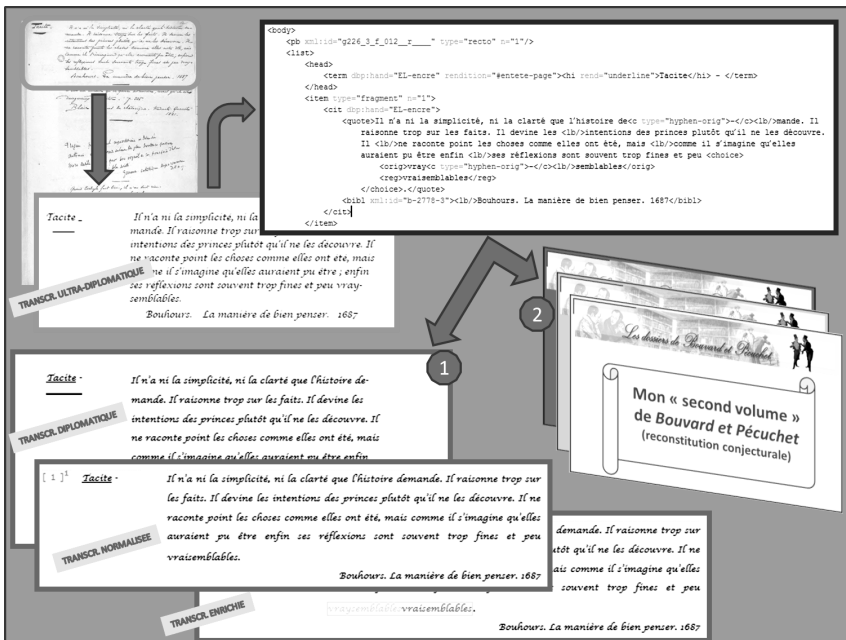 Tacite.
Bouhours. La manière de bien penser. 1687
<body>
<pb xml:id="g226_3_f_012__r____" type="recto" n="1"/>
<list>
<head>
<term dbp:hand="EL-encre" rendition="#entete-page">hi rend="underline">Tacite</hi> - </term>
</head>
<item type="fragment" n="1">
<cit dbp:hand="EL-encre">
<quote>Il n'a ni la simplicité, ni la clarté que l'histoire de<c type="hyphen-orig">-</c><lb/>mande. Il
raisonne trop sur les faits. Il devine les <lb/>intentions des princes plutôt qu'il ne les découvre.
Il <lb/>ne raconte point les choses comme elles ont été, mais <lb/>comme il s'imagine qu'elles
auraient pu être enfin <lb/>ses réflexions sont souvent trop fines et peu <choice>
<orig>vray<c type="hyphen-orig">-</c><lb/>semblables</orig>
<reg>vraisemblables</reg>
</choice>.</quote>
<bibl xml:id="b-2778-3"><lb/>Bouhours. La manière de bien penser. 1687</bibl>
</cit>
</item>
Tacite _
Il n'a ni la simplicité, ni la
mande. Il raisonne trop sur
intentions des princes plutôt qu'il ne les découvre. Il
ne raconte point les choses comme elles ont été, mais
ne il s'imagine qu'elles auraient pu être ; enfin
ses réflexions sont souvent trop fines et peu vray-
semblables.
Bouhours. La manière de bien penser. 1687
TRANSCR. ULTRA-DIPLOMATIQUE
1
2
Les dossiers de Bouvard et Pécuchet
Mon « second volume »
de Bouvard et Pécuchet
(reconstitution conjecturale)
Tacite -
Il n'a ni la simplicité, ni la clarté que l'histoire de-
mande. Il raisonne trop sur les faits. Il devine les
intentions des princes plutôt qu'il ne les découvre. Il
ne raconte point les choses comme elles ont été, mais
comme il s'imagine qu'elles auraient pu être enfin
TRANSCR. DIPLOMATIQUE
[ 1 ]1 Tacite -
Il n'a ni la simplicité, ni la clarté que l'histoire demande. Il raisonne trop sur
les faits. Il devine les intentions des princes plutôt qu'il ne les découvre. Il ne
raconte point les choses comme elles ont été, mais comme il s'imagine qu'elles
auraient pu être enfin ses réflexions sont souvent trop fines et peu
vraisemblables.
Bouhours. La manière de bien penser. 1687
TRANSCR. NORMALISEE
demande. Il raisonne trop sur
utôt qu'il ne les découvre. Il ne
ais comme il s'imagine qu'elles
souvent trop fines et peu
vraysemblables vraisemblables.
Bouhours. La manière de bien penser. 1687
TRANSCR. ENRICHIE